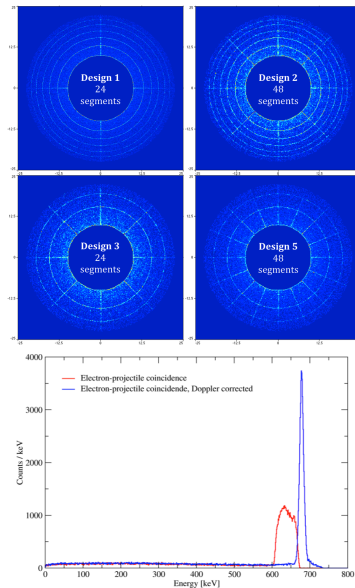 Design 1
24
segments
Design 2
48
segments
Design 3
24
segments
Design 5
48
segments
Electron-projectile coincidence
Electron-projectile coincidende, Doppler corrected
Counts / keV
4000
3000
2000
1000
0
0 100 200 300 400 500 600 700 800
Energy [keV]